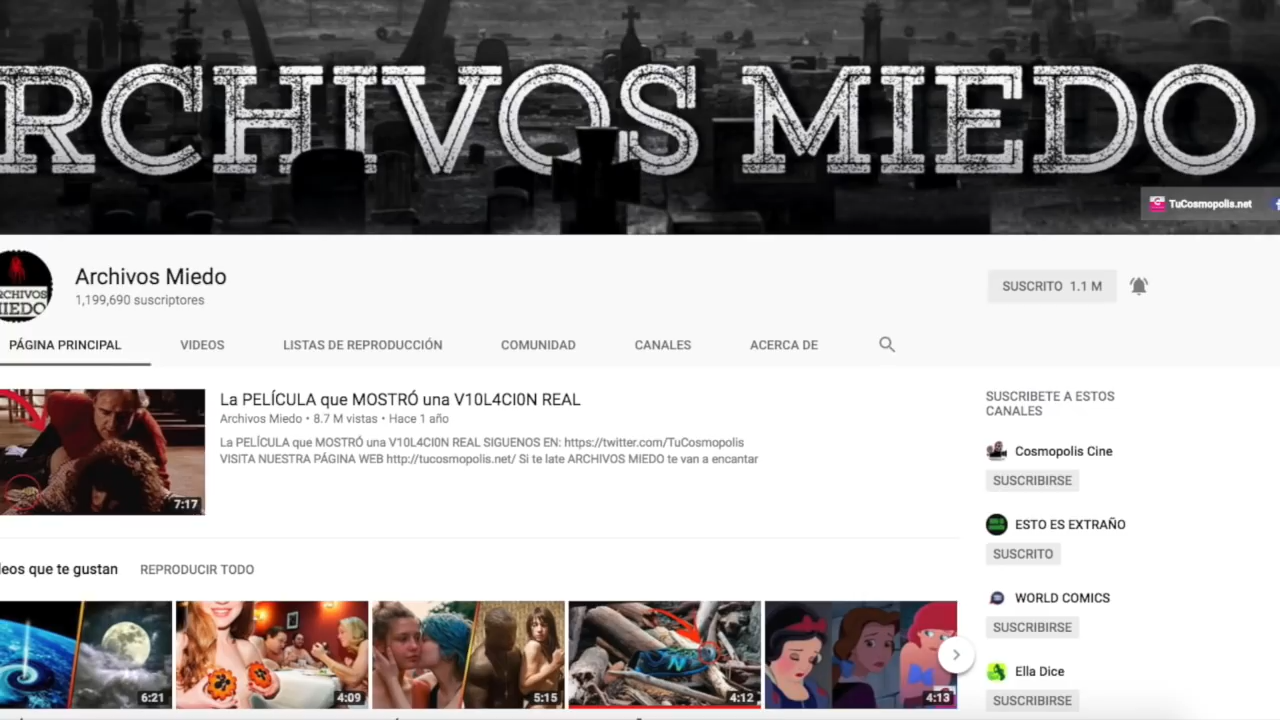 RCHIVOS MIEDO
TuCosmopolis.net
RCHIVOS
IEDO
Archivos Miedo
1,199,690 suscriptores
SUSCRITO 1.1 M
PÁGINA PRINCIPAL
VIDEOS
LISTAS DE REPRODUCCIÓN
COMUNIDAD
CANALES
ACERCA DE
La PELÍCULA que MOSTRÓ una V10L4CI0N REAL
Archivos Miedo • 8.7 M vistas • Hace 1 año
La PELÍCULA que MOSTRÓ una V10L4CI0N REAL SIGUENOS EN: https://twitter.com/TuCosmopolis
VISITA NUESTRA PÁGINA WEB http://tucosmopolis.net/ Si te late ARCHIVOS MIEDO te van a encantar
7:17
SUSCRIBETE A ESTOS
CANALES
Cosmopolis Cine
SUSCRIBIRSE
ESTO ES EXTRAÑO
SUSCRITO
WORLD COMICS
SUSCRIBIRSE
Ella Dice
SUSCRIBIRSE
eos que te gustan
REPRODUCIR TODO
6:21
4:09
5:15
4:12
4:13